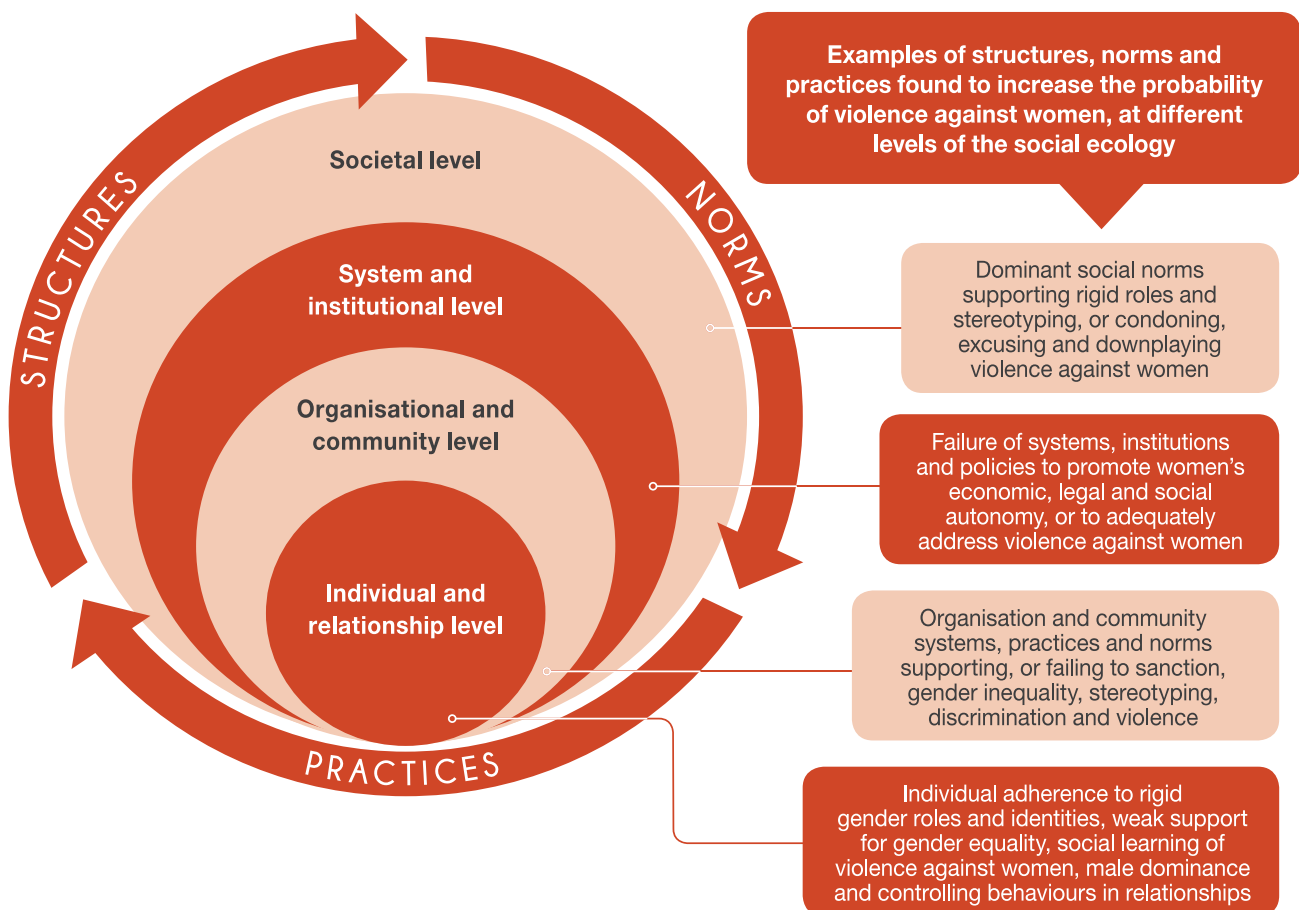 Examples of structures, norms and
practices found to increase the probability
of violence against women, at different
levels of the social ecology
STRUCTURES
NORMS
PRACTICES
Societal level
System and
institutional level
Organisational and
community level
Individual and
relationship level
Dominant social norms
supporting rigid roles and
stereotyping, or condoning,
excusing and downplaying
violence against women
Failure of systems, institutions
and policies to promote women’s
economic, legal and social
autonomy, or to adequately
address violence against women
Organisation and community
systems, practices and norms
supporting, or failing to sanction,
gender inequality, stereotyping,
discrimination and violence
Individual adherence to rigid
gender roles and identities, weak support
for gender equality, social learning of
violence against women, male dominance
and controlling behaviours in relationships